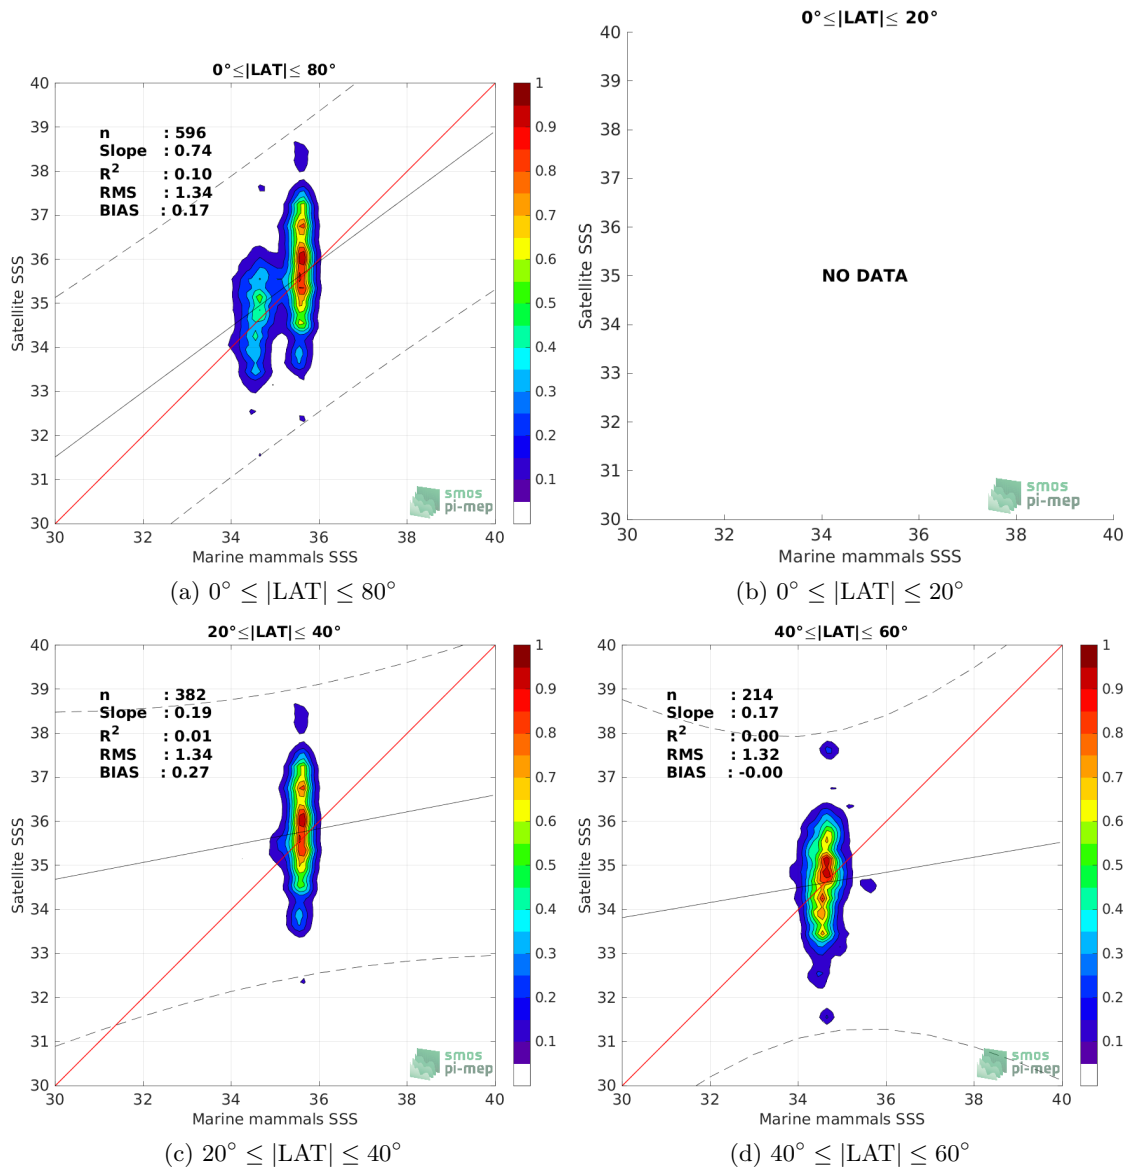 0°≤|LAT|≤ 80°
40
39
38
37
36
35
34
33
32
31
30
Satellite SSS
n : 596
Slope : 0.74
R² : 0.10
RMS : 1.34
BIAS : 0.17
smos
pi-mep
30 32 34 36 38 40
Marine mammals SSS
1
0.9
0.8
0.7
0.6
0.5
0.4
0.3
0.2
0.1
(a) 0° ≤ |LAT| ≤ 80°
0°≤|LAT|≤ 20°
40
39
38
37
36
35
34
33
32
31
30
Satellite SSS
NO DATA
smos
pi-mep
30 32 34 36 38 40
Marine mammals SSS
(b) 0° ≤ |LAT| ≤ 20°
20°≤|LAT|≤ 40°
40
39
38
37
36
35
34
33
32
31
30
Satellite SSS
n : 382
Slope : 0.19
R² : 0.01
RMS : 1.34
BIAS : 0.27
smos
pi-mep
30 32 34 36 38 40
Marine mammals SSS
1
0.9
0.8
0.7
0.6
0.5
0.4
0.3
0.2
0.1
(c) 20° ≤ |LAT| ≤ 40°
40°≤|LAT|≤ 60°
40
39
38
37
36
35
34
33
32
31
30
Satellite SSS
n : 214
Slope : 0.17
R² : 0.00
RMS : 1.32
BIAS : -0.00
smos
pi-mep
30 32 34 36 38 40
Marine mammals SSS
1
0.9
0.8
0.7
0.6
0.5
0.4
0.3
0.2
0.1
(d) 40° ≤ |LAT| ≤ 60°